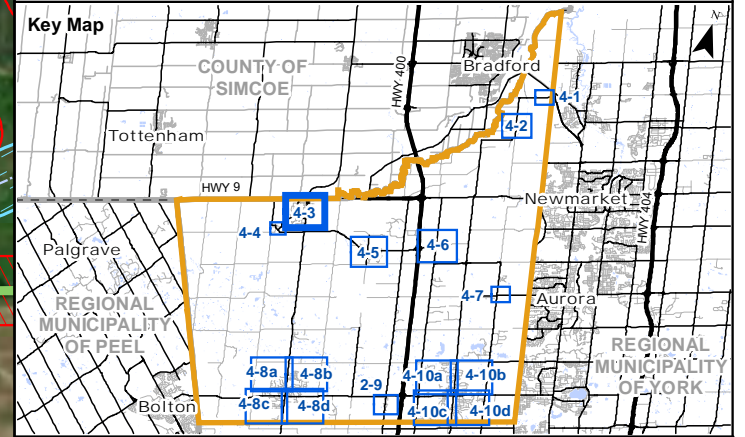 Key Map
N
COUNTY OF
SIMCOE
HWY 400
Bradford
4-1
4-2
Tottenham
HWY 9
4-3
Newmarket
HWY 404
4-4
4-5
4-6
Palgrave
4-7
Aurora
REGIONAL
MUNICIPALITY
OF PEEL
REGIONAL
MUNICIPALITY
OF YORK
4-8a
4-8b
4-10a
4-10b
2-9
Bolton
4-8c
4-8d
4-10c
4-10d